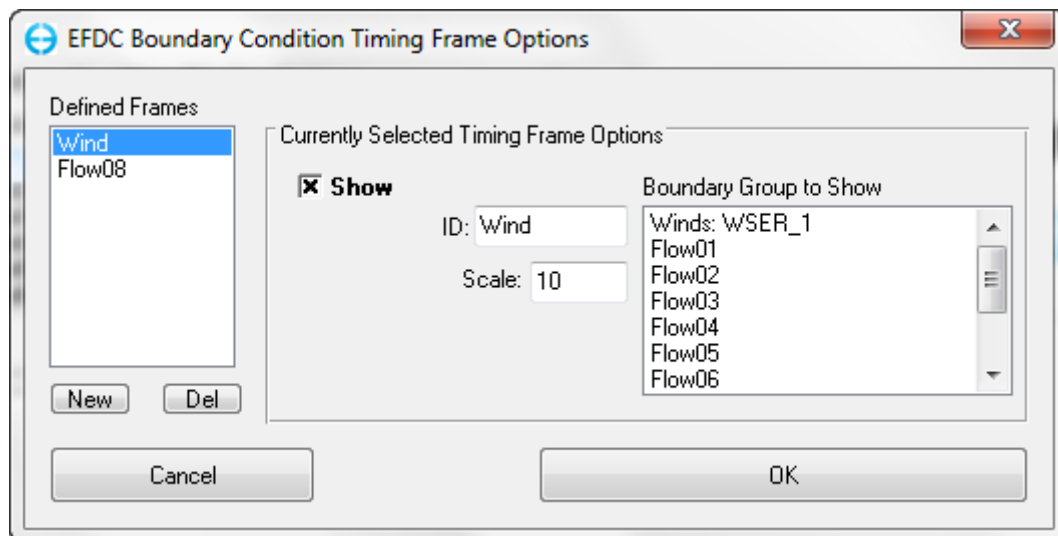 EFDC Boundary Condition Timing Frame Options
Defined Frames
Wind
Flow08
New
Del
Currently Selected Timing Frame Options
Show
ID: Wind
Scale: 10
Boundary Group to Show
Winds: WSER_1
Flow01
Flow02
Flow03
Flow04
Flow05
Flow06
Cancel
OK